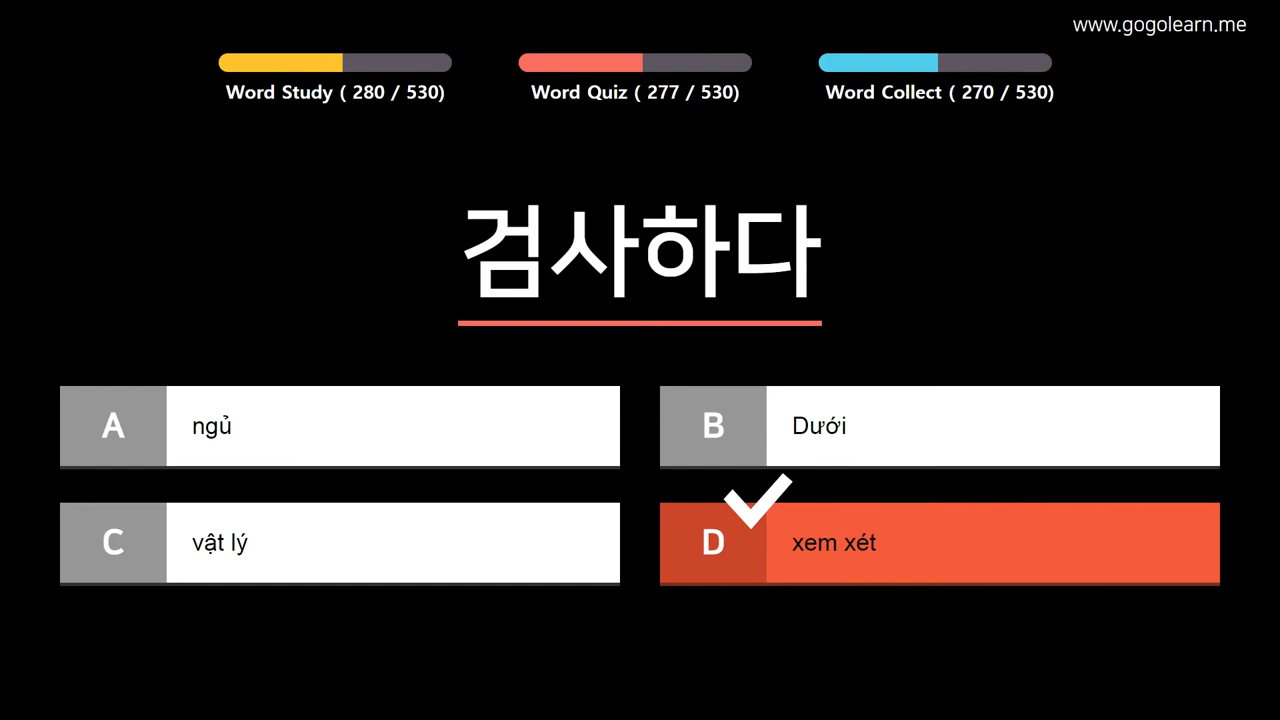 www.gogolearn.me
Word Study ( 280 / 530)
Word Quiz ( 277 / 530)
Word Collect ( 270 / 530)
검사하다
A ngủ
B Dưới
C vật lý
D xem xét